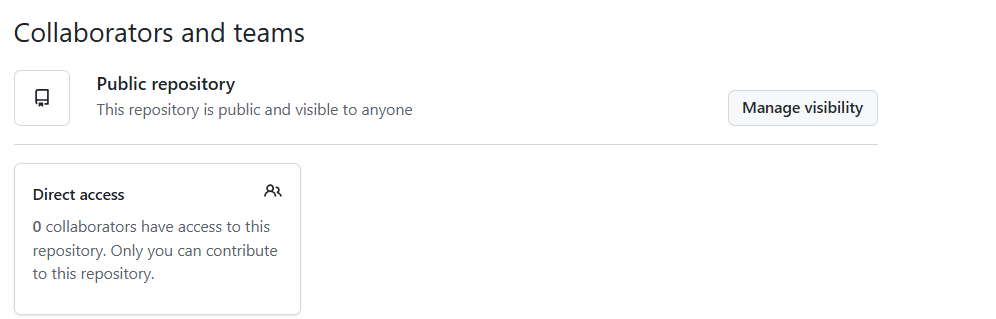 Collaborators and teams
Public repository
This repository is public and visible to anyone
Manage visibility
Direct access
0 collaborators have access to this
repository. Only you can contribute
to this repository.